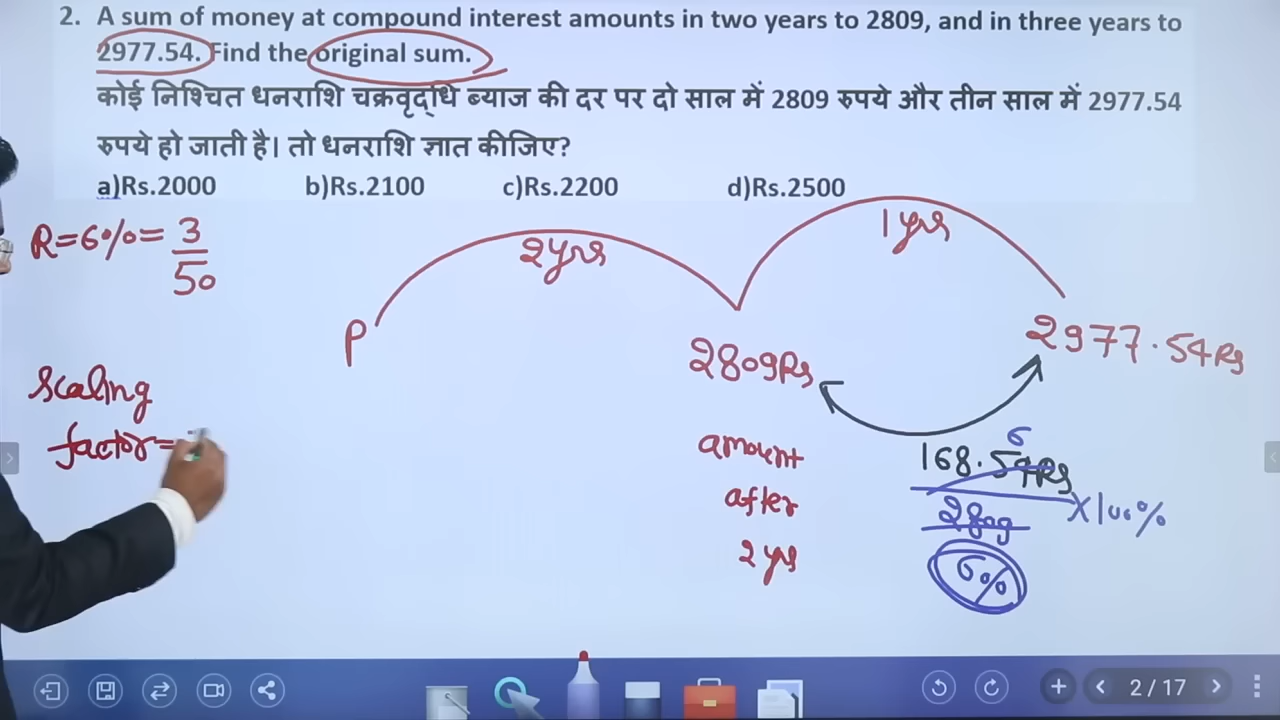 2. A sum of money at compound interest amounts in two years to 2809, and in three years to
2977.54. Find the original sum.
कोई निश्चित धनराशि चक्रवृद्धि ब्याज की दर पर दो साल में 2809 रुपये और तीन साल में 2977.54
रुपये हो जाती है। तो धनराशि ज्ञात कीजिए?
a)Rs.2000 b)Rs.2100 c)Rs.2200 d)Rs.2500
R=6%=3/50
2yrs
1yrs
P
2809Rs
2977.54Rs
Scaling
factor=
amount
after
2yrs
6
168.54Rs
2809
X100%
6%
2 / 17